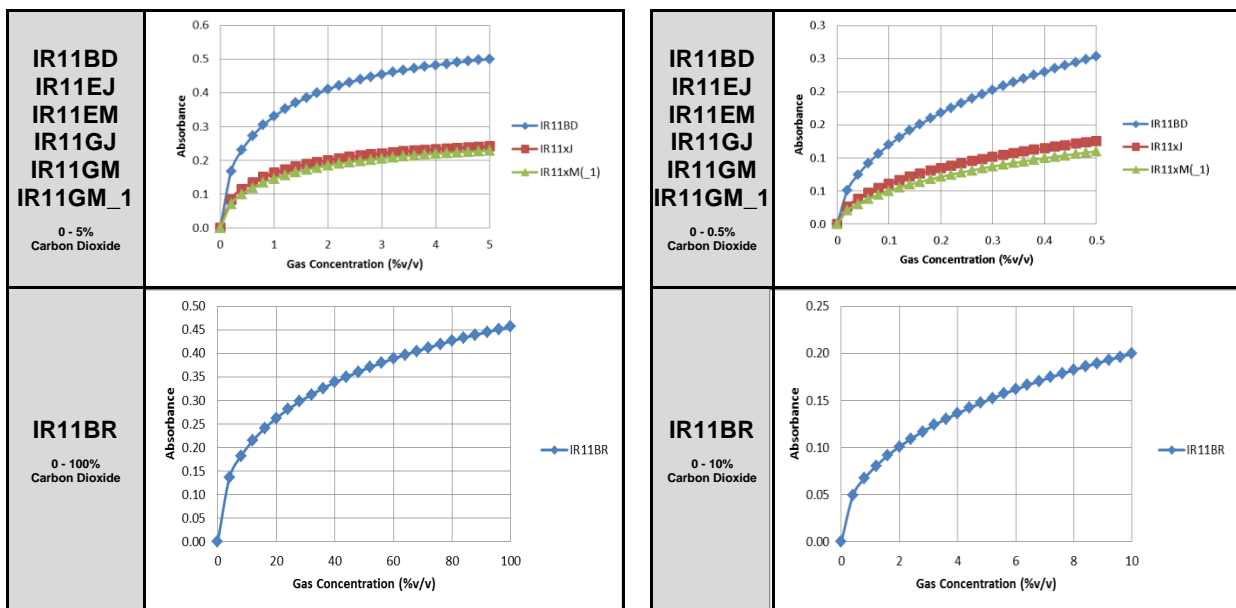 IR11BD
IR11EJ
IR11EM
IR11GJ
IR11GM
IR11GM_1
0 - 5%
Carbon Dioxide
0.6
0.5
0.4
0.3
0.2
0.1
0.0
Absorbance
0 1 2 3 4 5
Gas Concentration (%v/v)
IR11BD
IR11xJ
IR11xM(_1)
IR11BD
IR11EJ
IR11EM
IR11GJ
IR11GM
IR11GM_1
0 - 0.5%
Carbon Dioxide
0.3
0.3
0.2
0.2
0.1
0.1
0.0
Absorbance
0 0.1 0.2 0.3 0.4 0.5
Gas Concentration (%v/v)
IR11BD
IR11xJ
IR11xM(_1)
IR11BR
0 - 100%
Carbon Dioxide
0.50
0.45
0.40
0.35
0.30
0.25
0.20
0.15
0.10
0.05
0.00
Absorbance
0 20 40 60 80 100
Gas Concentration (%v/v)
IR11BR
IR11BR
0 - 10%
Carbon Dioxide
0.25
0.20
0.15
0.10
0.05
0.00
Absorbance
0 2 4 6 8 10
Gas Concentration (%v/v)
IR11BR